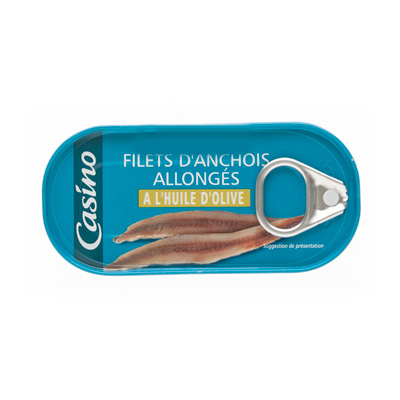 Casino
FILETS D'ANCHOIS
ALLONGÉS
A L'HUILE D'OLIVE
Suggestion de présentation